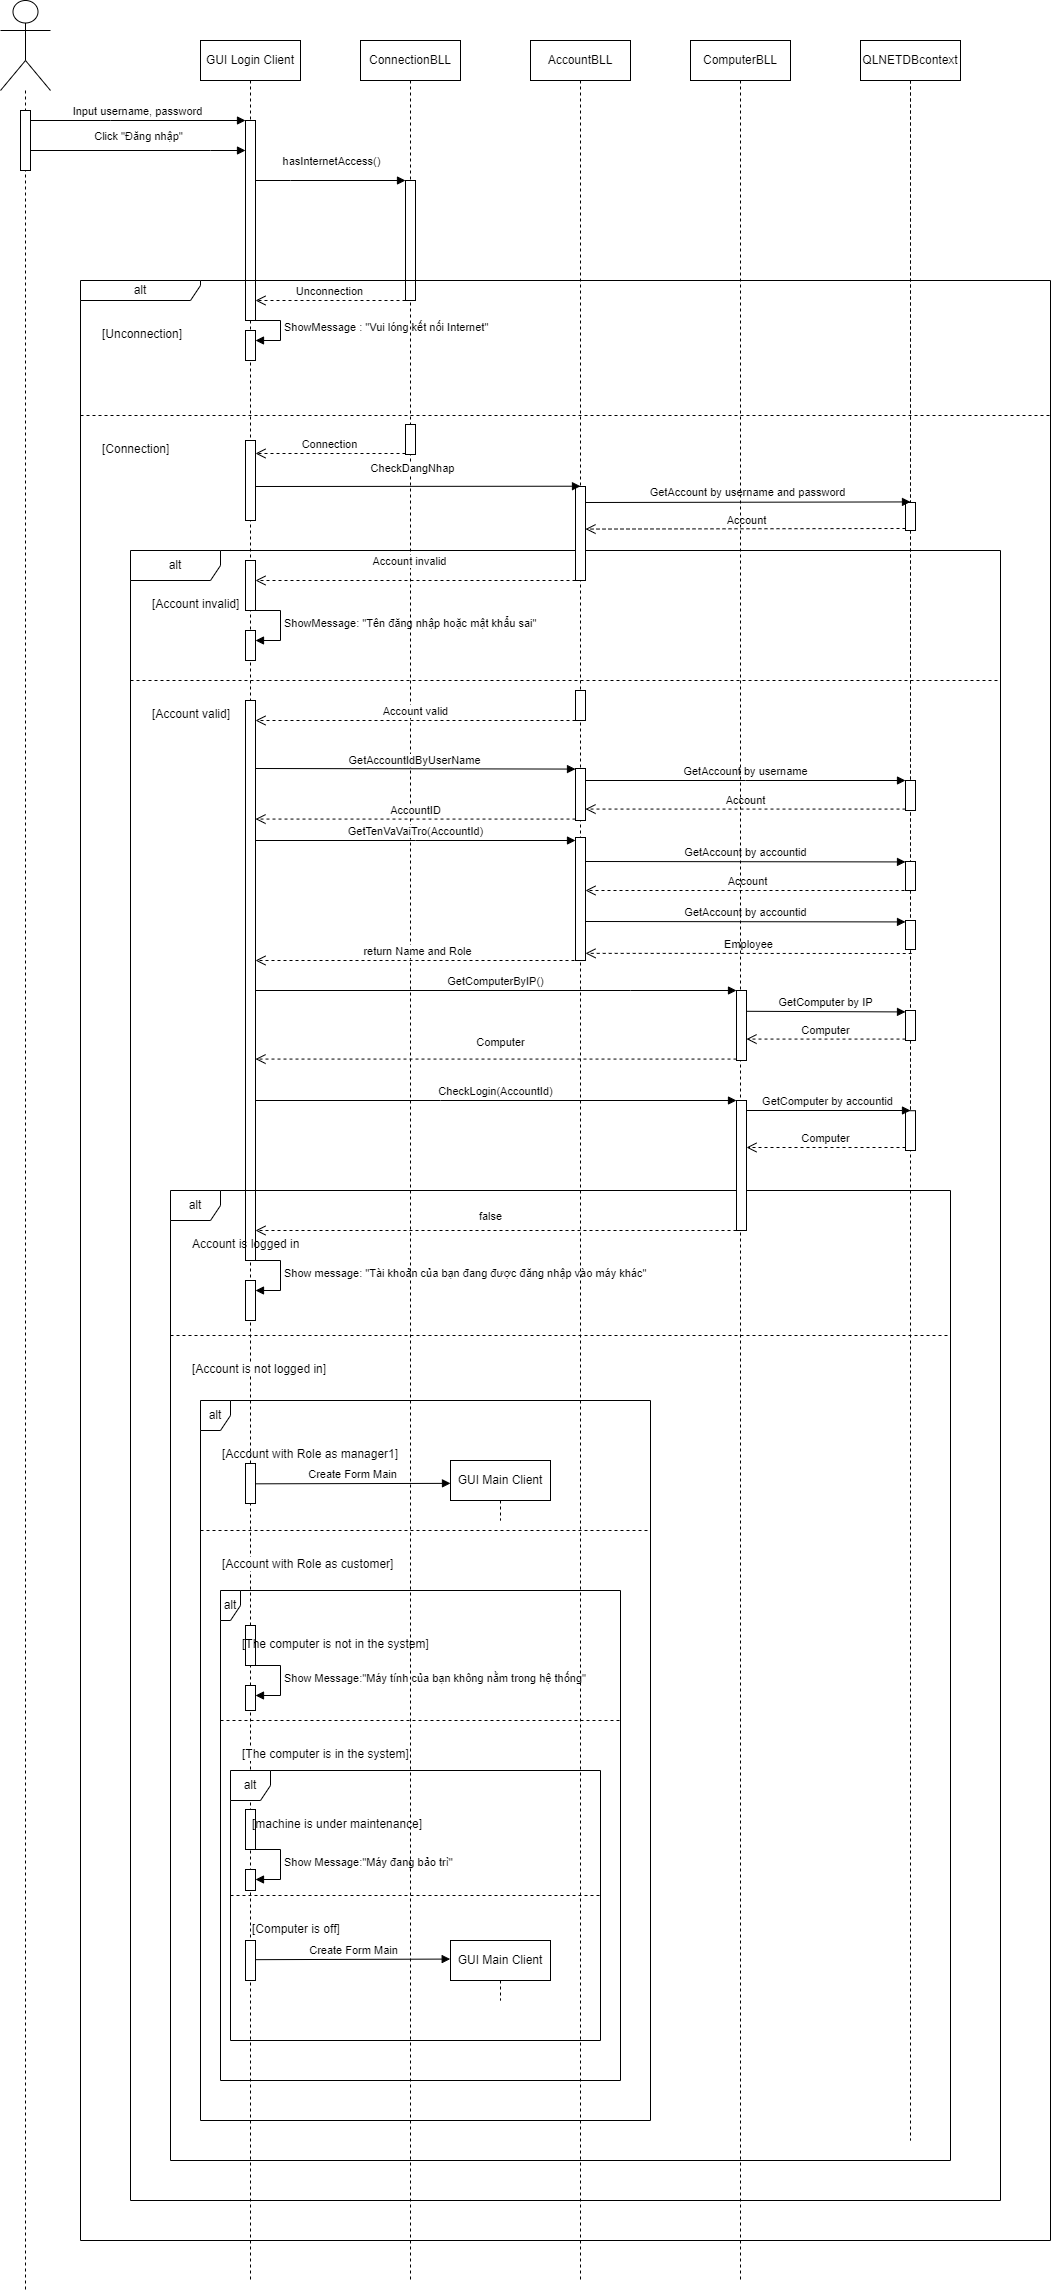 GUI Login Client
ConnectionBLL
AccountBLL
ComputerBLL
QLNETDBcontext
Input username, password
Click "Đăng nhập"
hasInternetAccess()
alt
Unconnection
ShowMessage : "Vui lóng kết nối Internet"
[Unconnection]
[Connection]
Connection
CheckDangNhap
GetAccount by username and password
Account
alt
Account invalid
[Account invalid]
ShowMessage: "Tên đăng nhập hoặc mật khẩu sai"
[Account valid]
Account valid
GetAccountIdByUserName
GetAccount by username
Account
AccountID
GetTenVaVaiTro(AccountId)
GetAccount by accountid
Account
GetAccount by accountid
Employee
return Name and Role
GetComputerByIP()
GetComputer by IP
Computer
Computer
CheckLogin(AccountId)
GetComputer by accountid
Computer
alt
false
Account is logged in
Show message: "Tài khoản của bạn đang được đăng nhập vào máy khác"
[Account is not logged in]
alt
[Account with Role as manager1]
Create Form Main
GUI Main Client
[Account with Role as customer]
alt
[The computer is not in the system]
Show Message:"Máy tính của bạn không nằm trong hệ thống"
[The computer is in the system]
alt
[machine is under maintenance]
Show Message:"Máy đang bảo trì"
[Computer is off]
Create Form Main
GUI Main Client